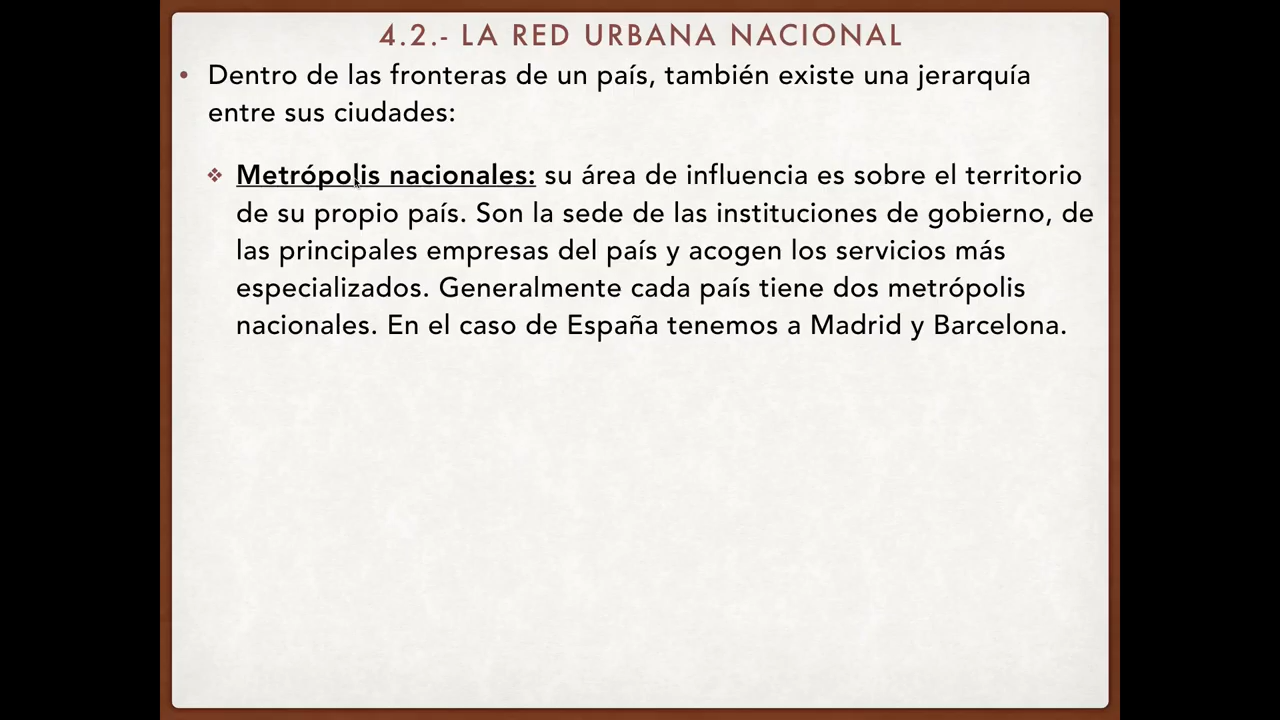 4.2.- LA RED URBANA NACIONAL
• Dentro de las fronteras de un país, también existe una jerarquía
entre sus ciudades:
❖ Metrópolis nacionales: su área de influencia es sobre el territorio
de su propio país. Son la sede de las instituciones de gobierno, de
las principales empresas del país y acogen los servicios más
especializados. Generalmente cada país tiene dos metrópolis
nacionales. En el caso de España tenemos a Madrid y Barcelona.